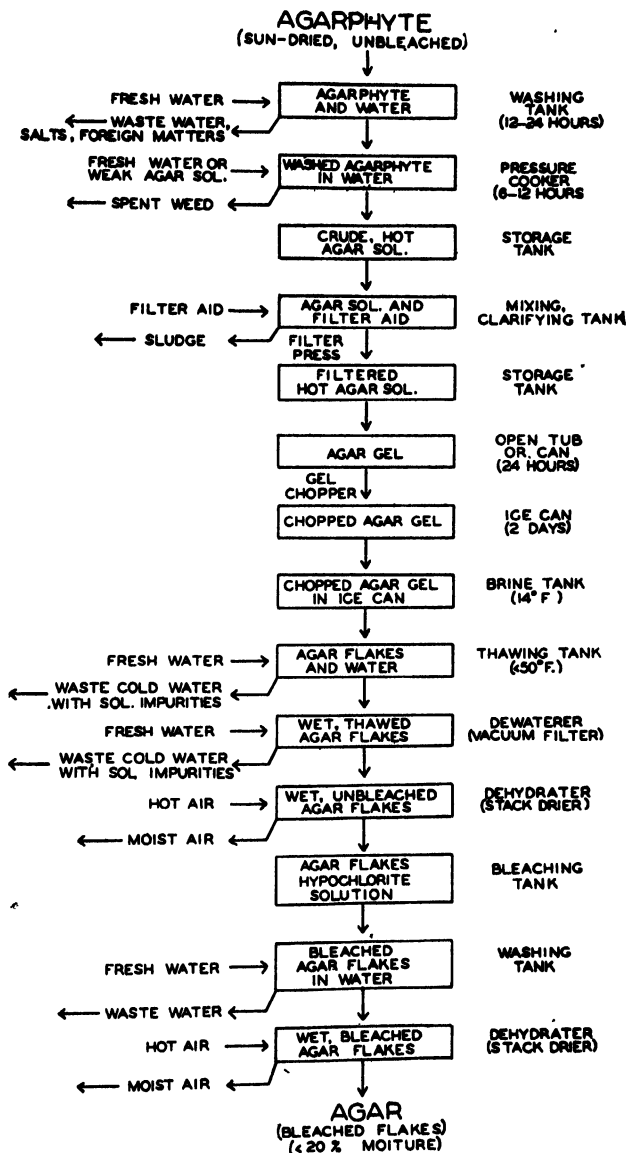 AGARPHYTE
(SUN-DRIED, UNBLEACHED)
FRESH WATER
AGARPHYTE
AND WATER
WASHING
TANK
(12-24 HOURS)
WASTE WATER,
SALTS, FOREIGN MATTERS
FRESH WATER OR
WEAK AGAR SOL.
WASHED AGARPHYTE
IN WATER
PRESSURE
COOKER
(6-12 HOURS
SPENT WEED
CRUDE, HOT
AGAR SOL.
STORAGE
TANK
FILTER AID
AGAR SOL. AND
FILTER AID
MIXING,
CLARIFYING TANK
SLUDGE
FILTER
PRESS
FILTERED
HOT AGAR SOL.
STORAGE
TANK
AGAR GEL
OPEN TUB
OR. CAN
(24 HOURS)
GEL
CHOPPER
CHOPPED AGAR GEL
ICE CAN
(2 DAYS)
CHOPPED AGAR GEL
IN ICE CAN
BRINE TANK
(14° F)
FRESH WATER
AGAR FLAKES
AND WATER
THAWING TANK
(<50°F.)
WASTE COLD WATER
WITH SOL. IMPURITIES
FRESH WATER
WET, THAWED
AGAR FLAKES
DEWATERER
(VACUUM FILTER)
WASTE COLD WATER
WITH SOL, IMPURITIES
HOT AIR
WET, UNBLEACHED
AGAR FLAKES
DEHYDRATER
(STACK DRIER)
MOIST AIR
AGAR FLAKES
HYPOCHLORITE
SOLUTION
BLEACHING
TANK
FRESH WATER
BLEACHED
AGAR FLAKES
IN WATER
WASHING
TANK
WASTE WATER
HOT AIR
WET, BLEACHED
AGAR FLAKES
DEHYDRATER
(STACK DRIER)
MOIST AIR
AGAR
(BLEACHED FLAKES)
(<20% MOITURE)